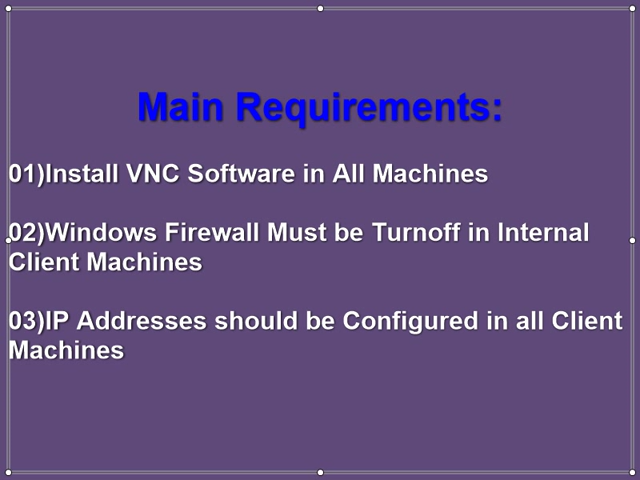 Main Requirements:
01)Install VNC Software in All Machines
02)Windows Firewall Must be Turnoff in Internal
Client Machines
03)IP Addresses should be Configured in all Client
Machines